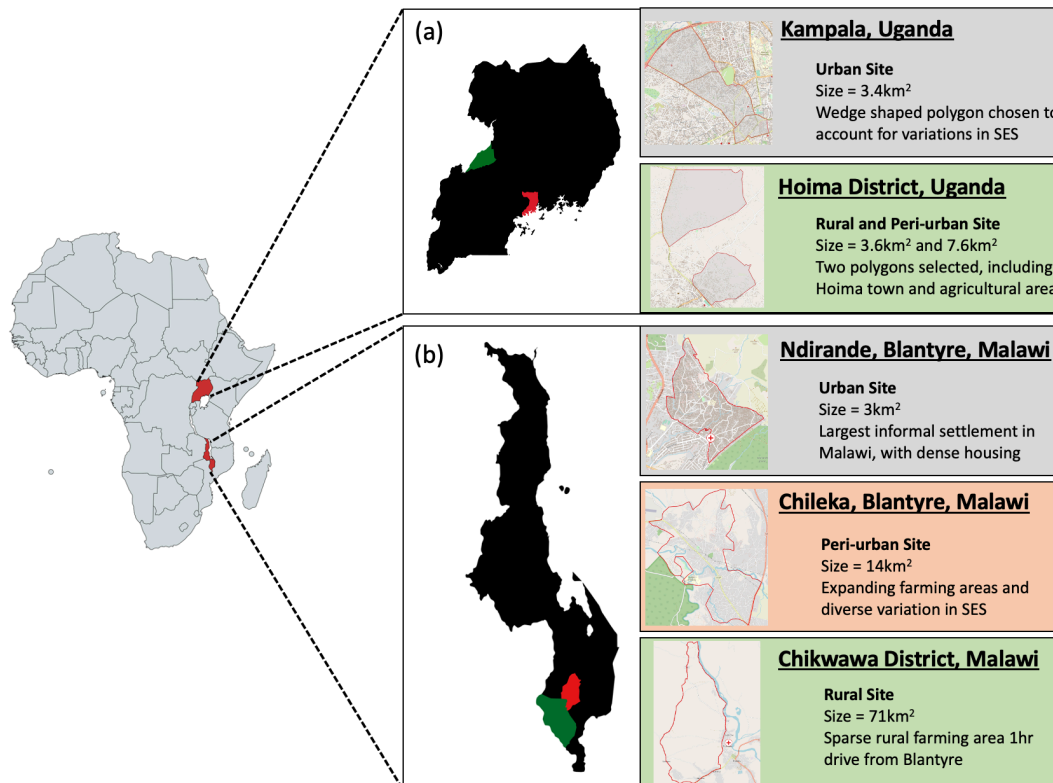 (a)
Kampala, Uganda
Urban Site
Size = 3.4km²
Wedge shaped polygon chosen to
account for variations in SES
Hoima District, Uganda
Rural and Peri-urban Site
Size = 3.6km² and 7.6km²
Two polygons selected, including
Hoima town and agricultural area
(b)
Ndirande, Blantyre, Malawi
Urban Site
Size = 3km²
Largest informal settlement in
Malawi, with dense housing
Chileka, Blantyre, Malawi
Peri-urban Site
Size = 14km²
Expanding farming areas and
diverse variation in SES
Chikwawa District, Malawi
Rural Site
Size = 71km²
Sparse rural farming area 1hr
drive from Blantyre